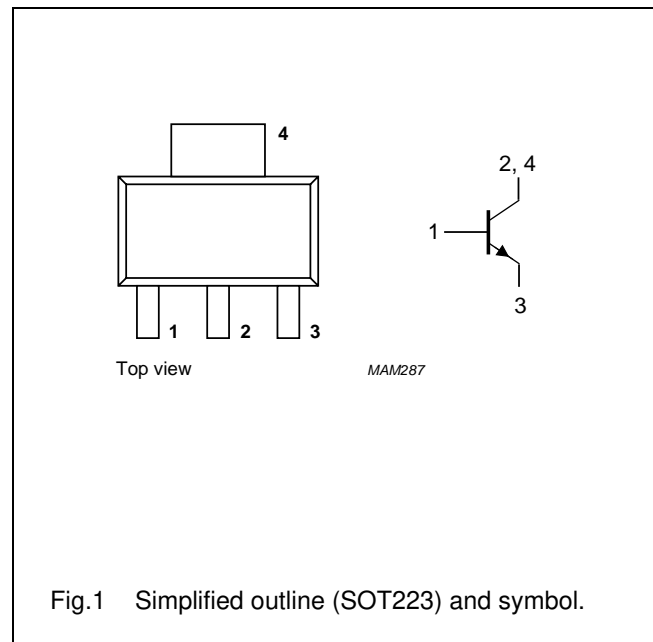 4
2, 4
1
3
1 2 3
Top view MAM287
Fig.1 Simplified outline (SOT223) and symbol.